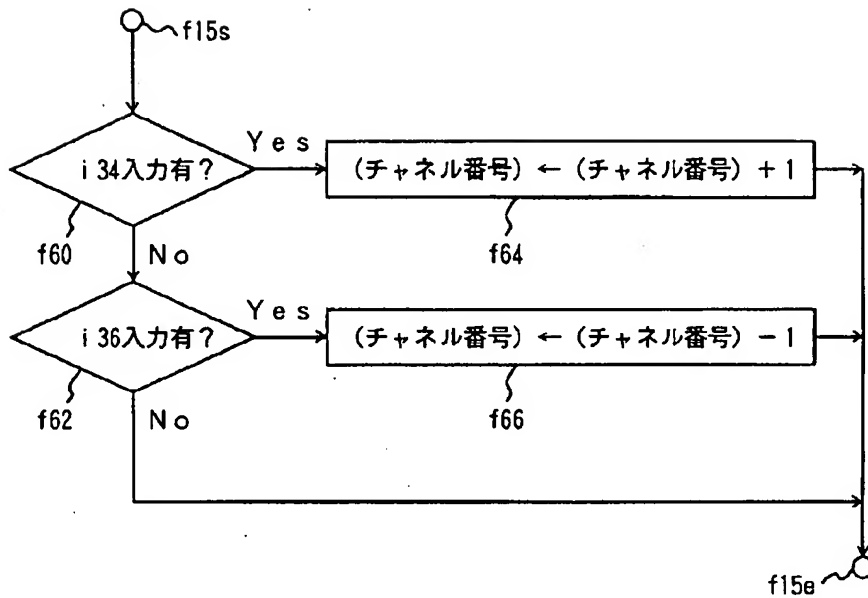 f15s
i 34入力有?
Yes
(チャネル番号) ← (チャネル番号) + 1
f60
No
f64
i 36入力有?
Yes
(チャネル番号) ← (チャネル番号) − 1
f62
No
f66
f15e